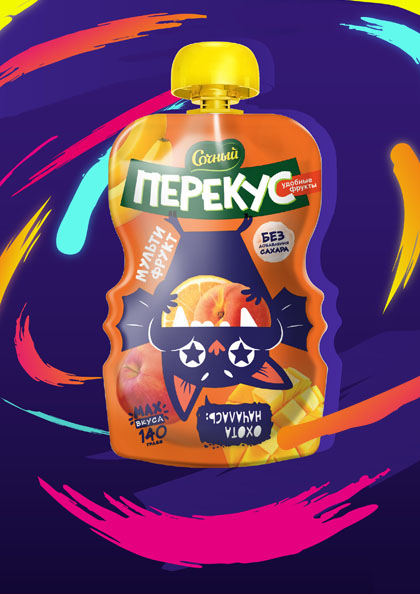 Сочный
ПЕРЕКУС
удобные
фрукты
МУЛЬТИ
ФРУКТ
БЕЗ
ДОБАВЛЕНИЯ
САХАРА
MAX
ВКУСА
140
ГРАММ
ОХОТА
НАЧАЛАСЬ: